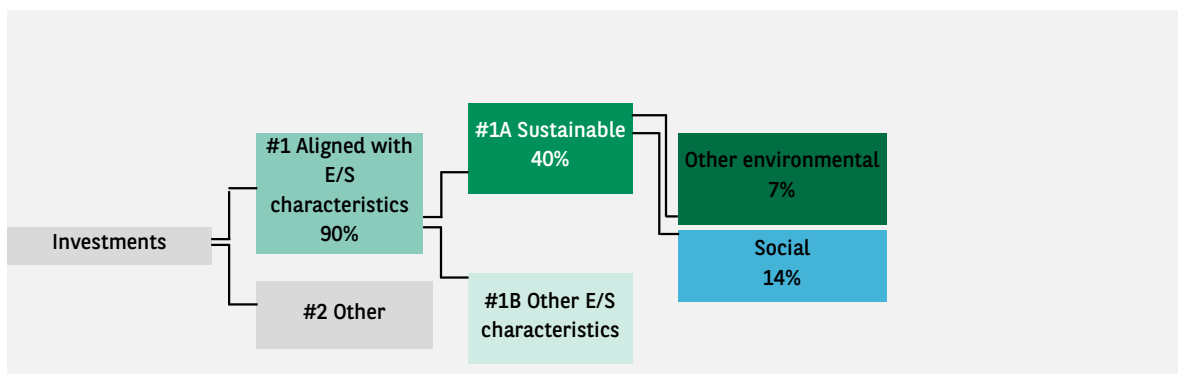 Investments
#1 Aligned with
E/S
characteristics
90%
#2 Other
#1A Sustainable
40%
#1B Other E/S
characteristics
Other environmental
7%
Social
14%